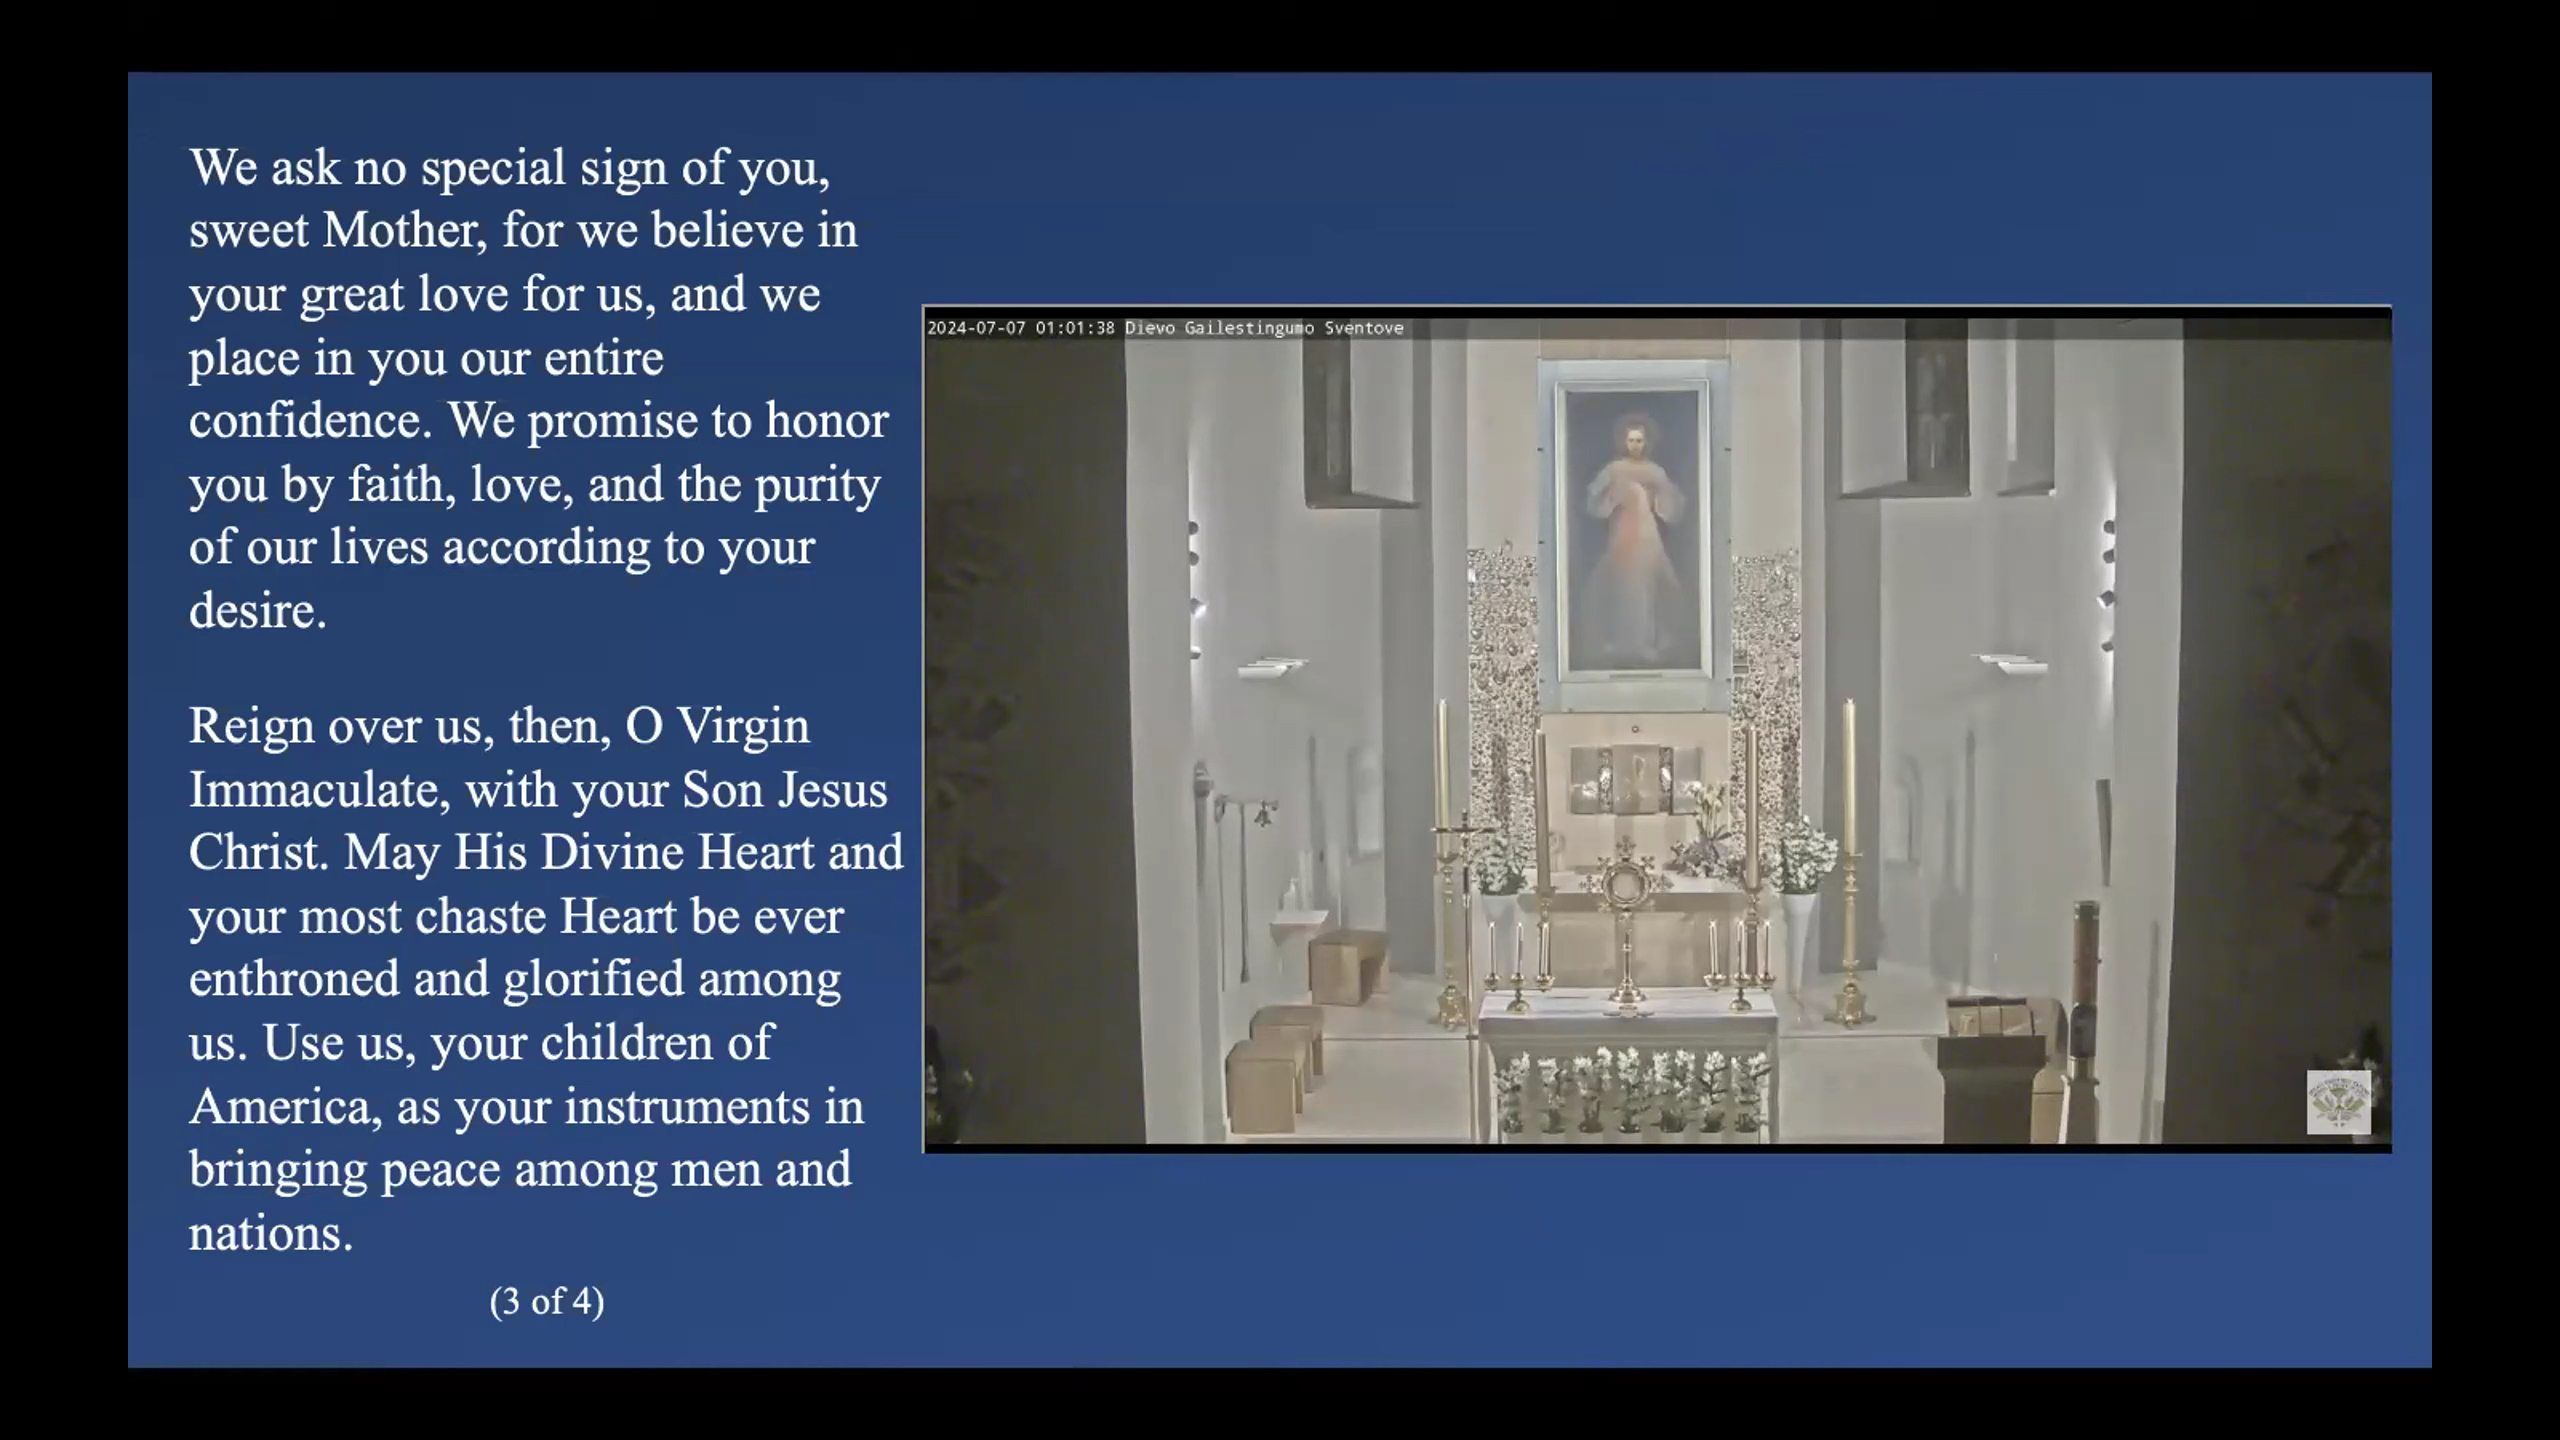 We ask no special sign of you,
sweet Mother, for we believe in
your great love for us, and we
place in you our entire
confidence. We promise to honor
you by faith, love, and the purity
of our lives according to your
desire.
Reign over us, then, O Virgin
Immaculate, with your Son Jesus
Christ. May His Divine Heart and
your most chaste Heart be ever
enthroned and glorified among
us. Use us, your children of
America, as your instruments in
bringing peace among men and
nations.
(3 of 4)
2024-07-07 01:01:38 Dievo Gailestingumo Sventove